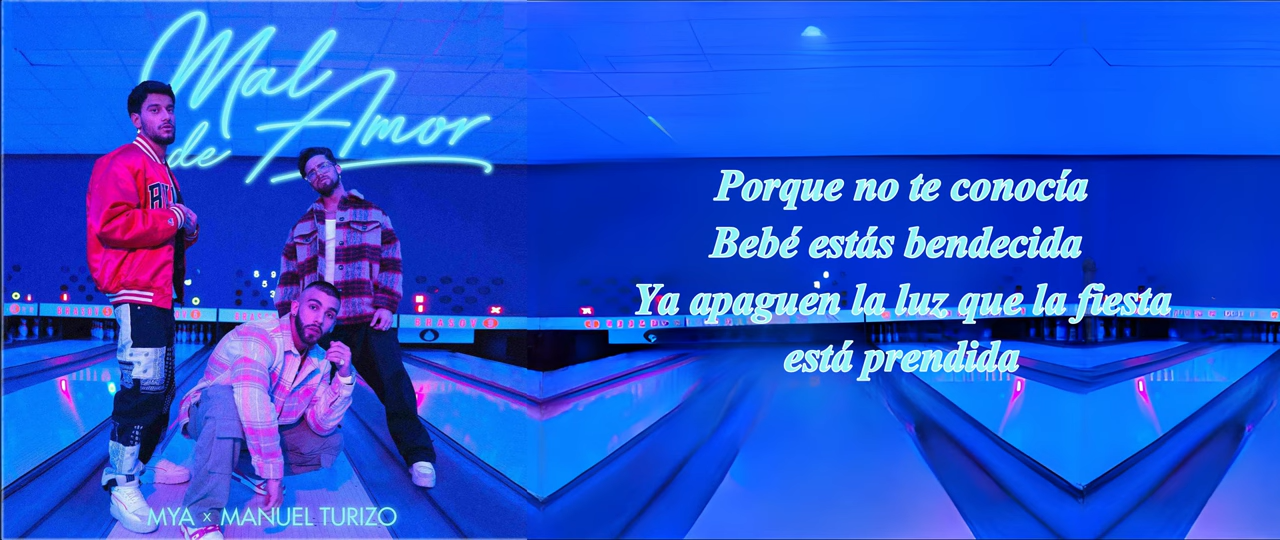 Mal
de Amor
MYA x MANUEL TURIZO
Porque no te conocía
Bebé estás bendecida
Ya apaguen la luz que la fiesta
está prendida